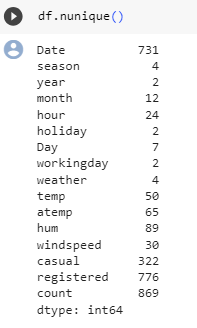 df.nunique()
Date 731
season 4
year 2
month 12
hour 24
holiday 2
Day 7
workingday 2
weather 4
temp 50
atemp 65
hum 89
windspeed 30
casual 322
registered 776
count 869
dtype: int64